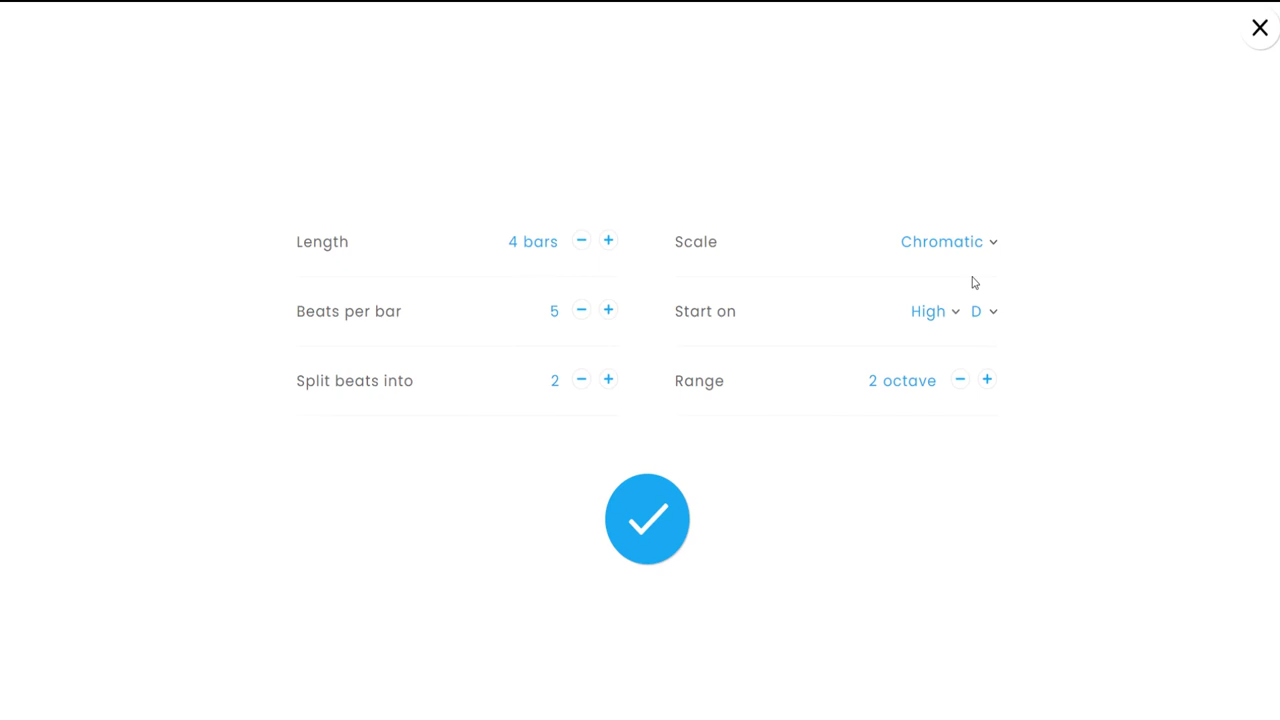 Length 4 bars − +
Scale Chromatic
Beats per bar 5 − +
Start on High D
Split beats into 2 − +
Range 2 octave − +